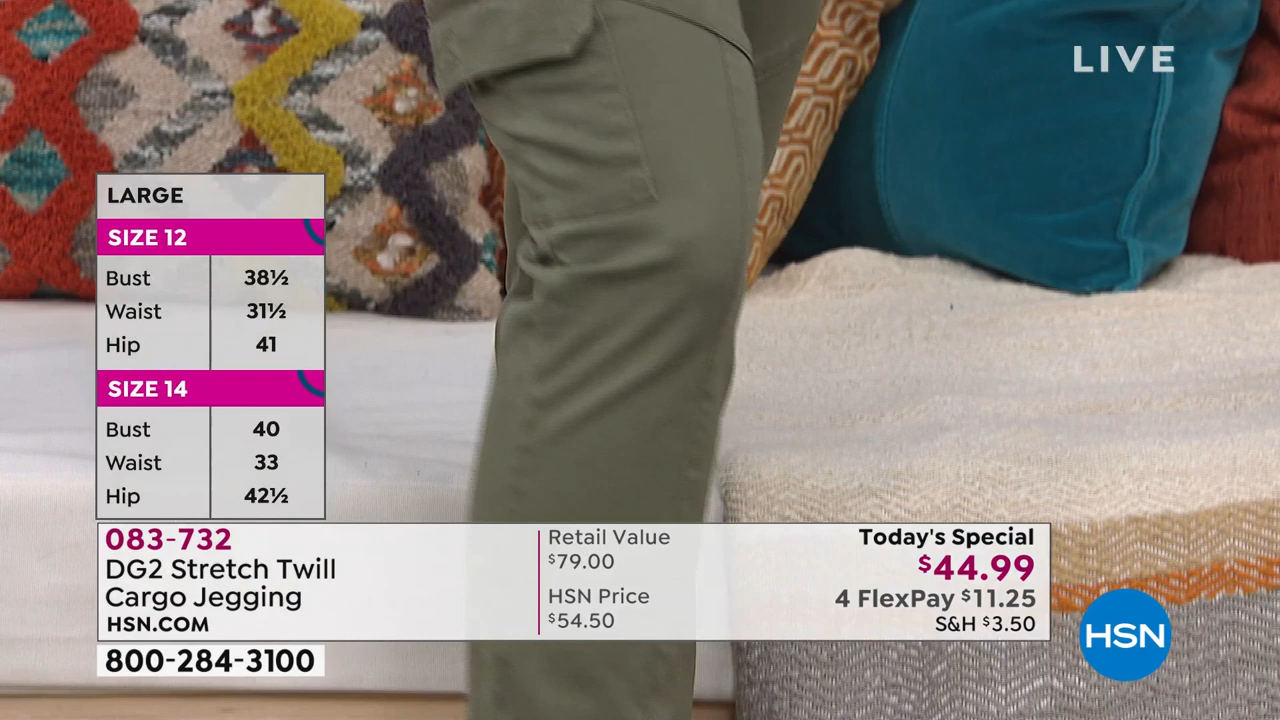 LIVE
LARGE
SIZE 12
Bust 38½
Waist 31½
Hip 41
SIZE 14
Bust 40
Waist 33
Hip 42½
083-732
DG2 Stretch Twill
Cargo Jegging
HSN.COM
800-284-3100
Retail Value
$79.00
HSN Price
$54.50
Today's Special
$44.99
4 FlexPay $11.25
S&H $3.50
HSN